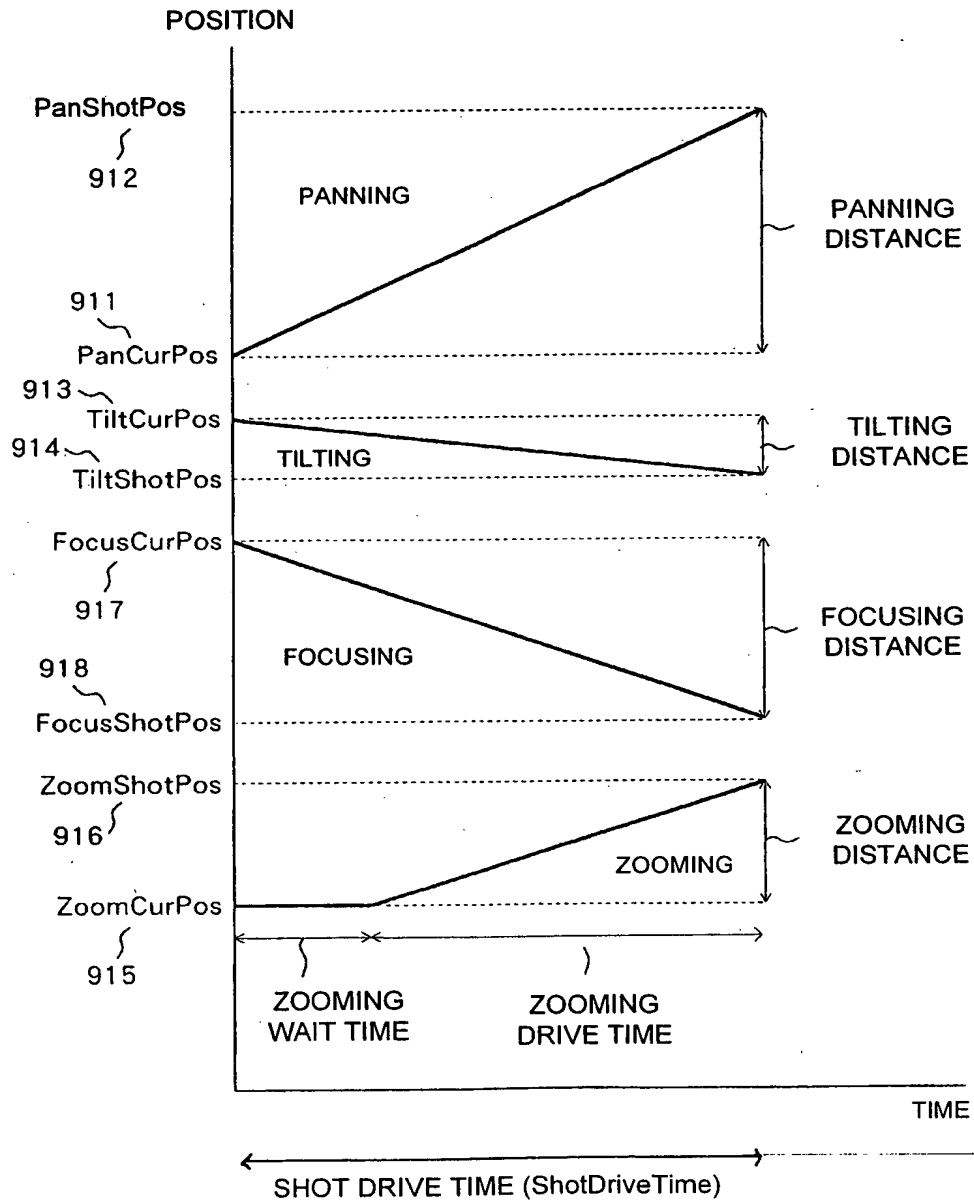 POSITION
PanShotPos
912
PANNING
PANNING
DISTANCE
911
PanCurPos
913
TiltCurPos
914
TILTING
TiltShotPos
TILTING
DISTANCE
FocusCurPos
917
FOCUSING
FOCUSING
DISTANCE
918
FocusShotPos
ZoomShotPos
916
ZOOMING
ZOOMING
DISTANCE
ZoomCurPos
915
ZOOMING
WAIT TIME
ZOOMING
DRIVE TIME
TIME
SHOT DRIVE TIME (ShotDriveTime)